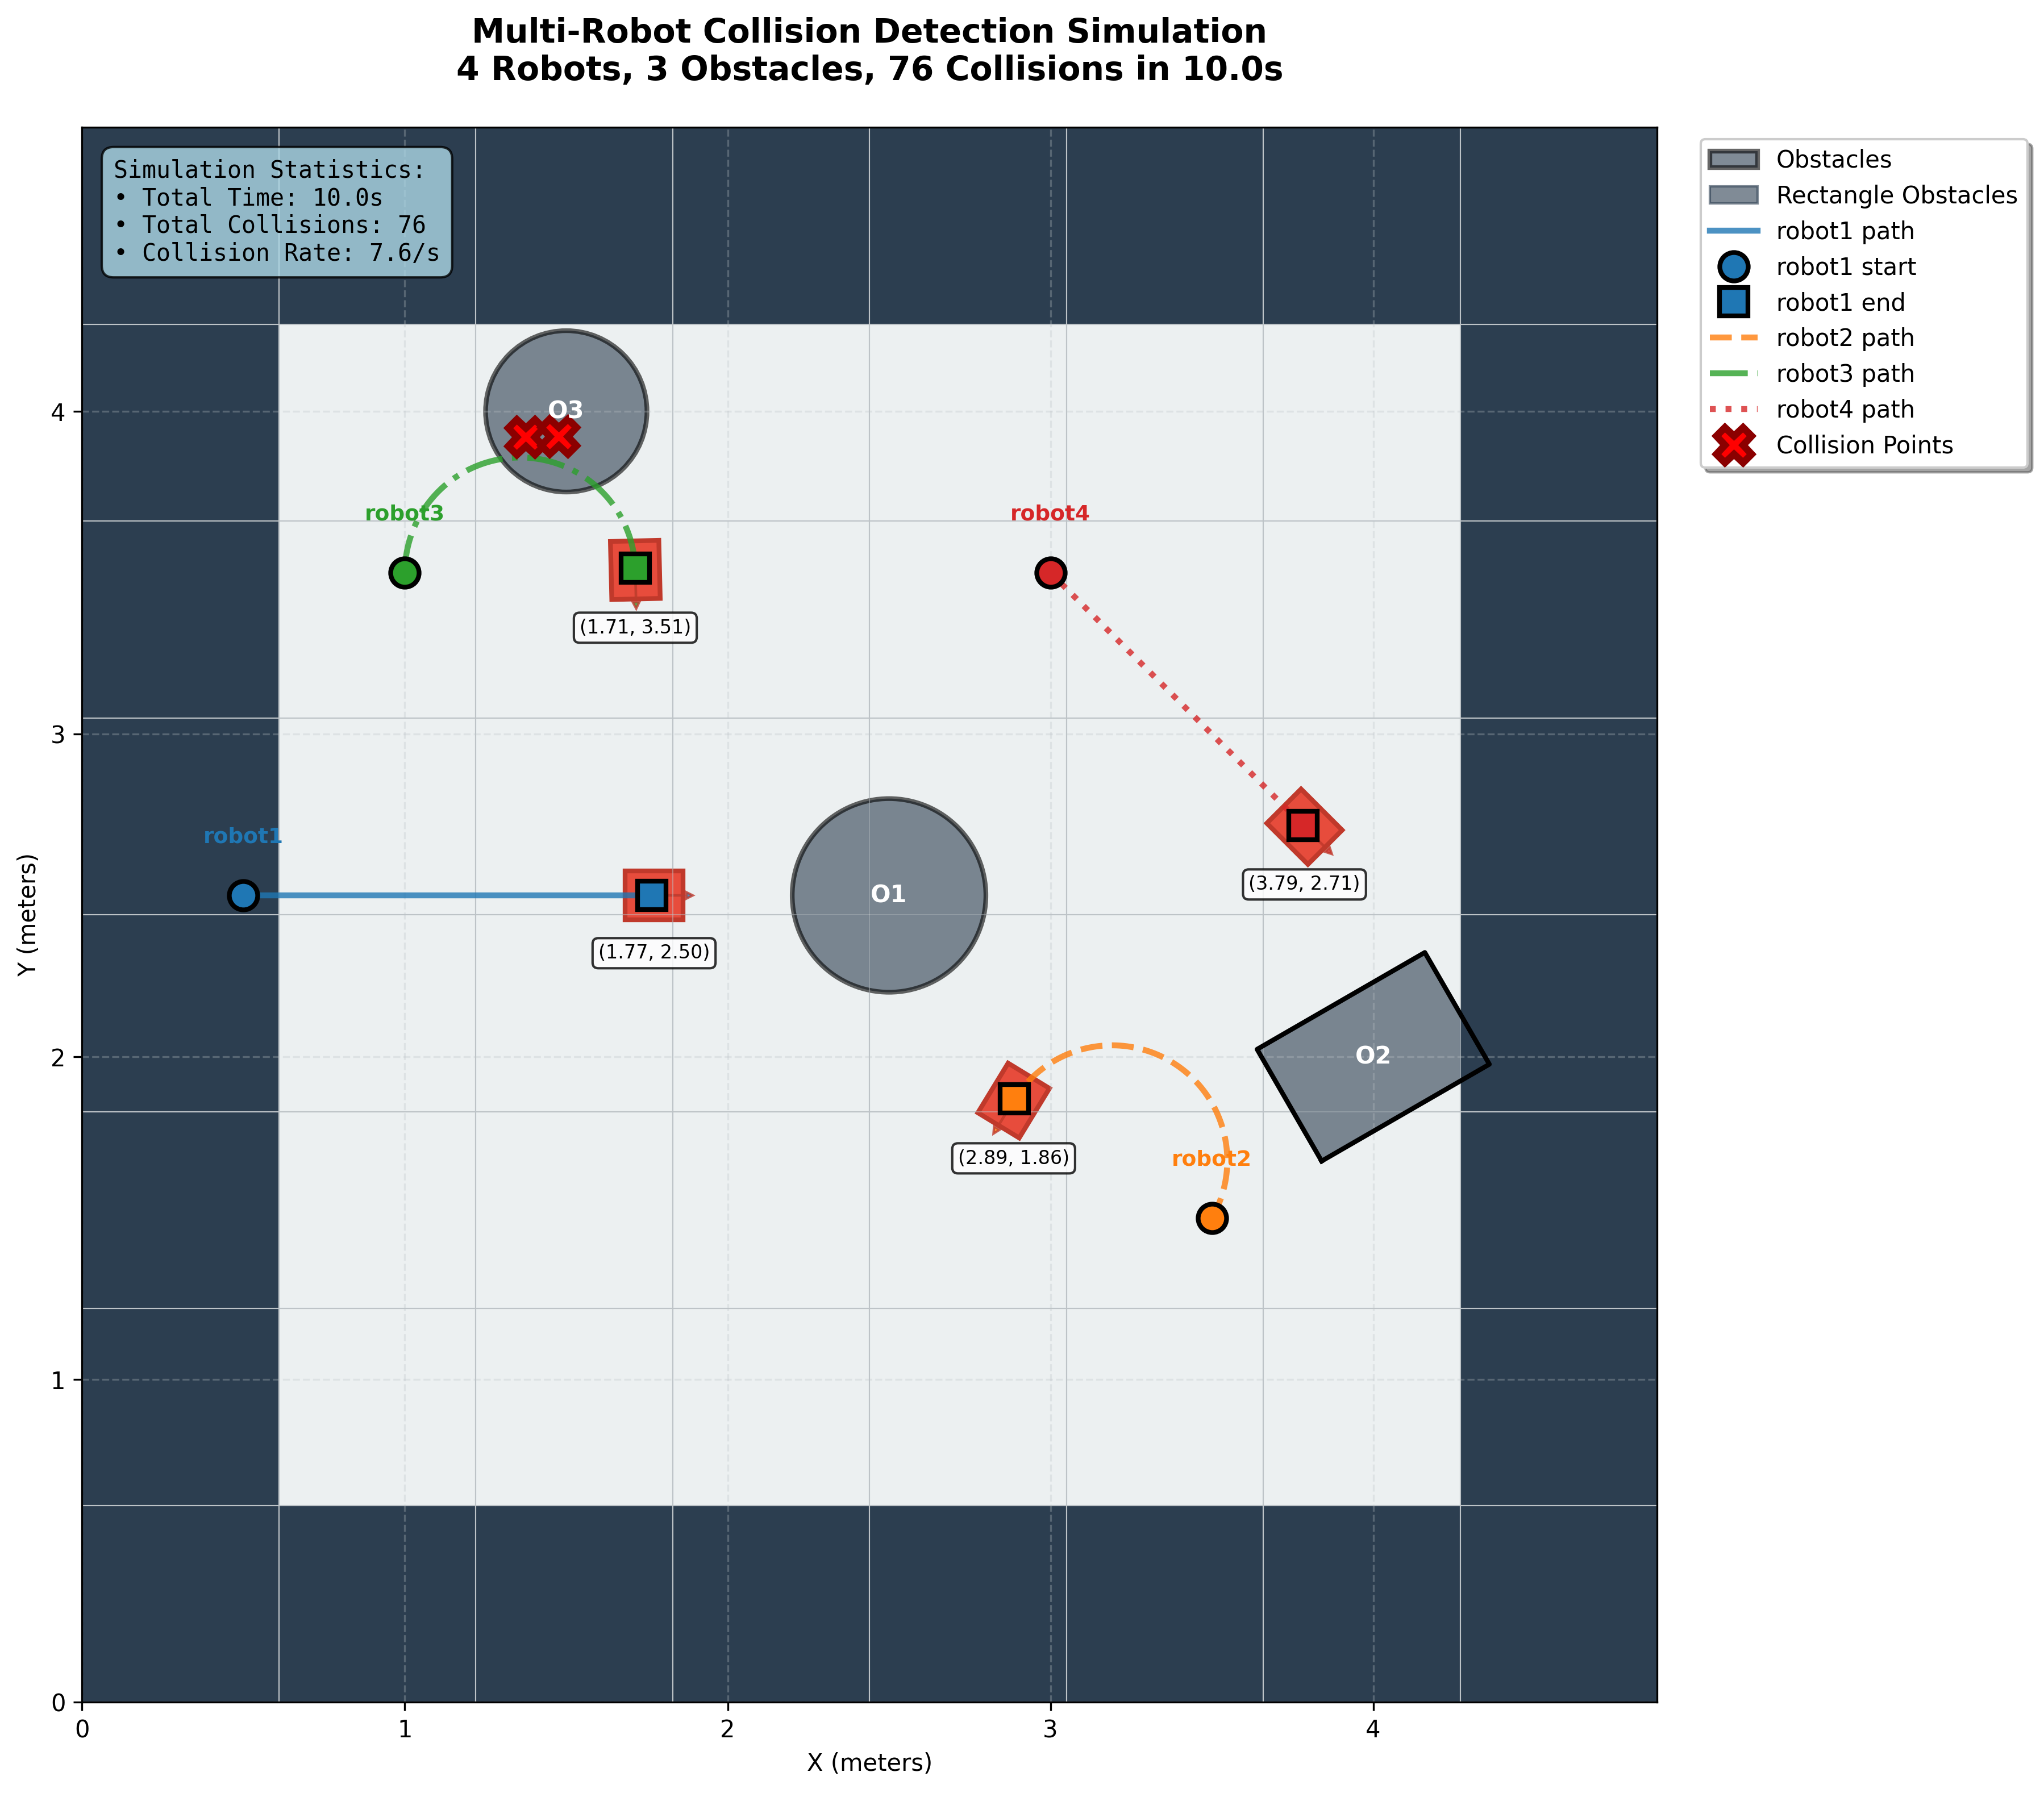 Multi-Robot Collision Detection Simulation
4 Robots, 3 Obstacles, 76 Collisions in 10.0s
Simulation Statistics:
• Total Time: 10.0s
• Total Collisions: 76
• Collision Rate: 7.6/s
Obstacles
Rectangle Obstacles
robot1 path
robot1 start
robot1 end
robot2 path
robot3 path
robot4 path
Collision Points
O3
robot3
robot4
(1.71, 3.51)
robot1
O1
(3.79, 2.71)
(1.77, 2.50)
O2
(2.89, 1.86)
robot2
Y (meters)
4
3
2
1
0
0
1
2
3
4
X (meters)